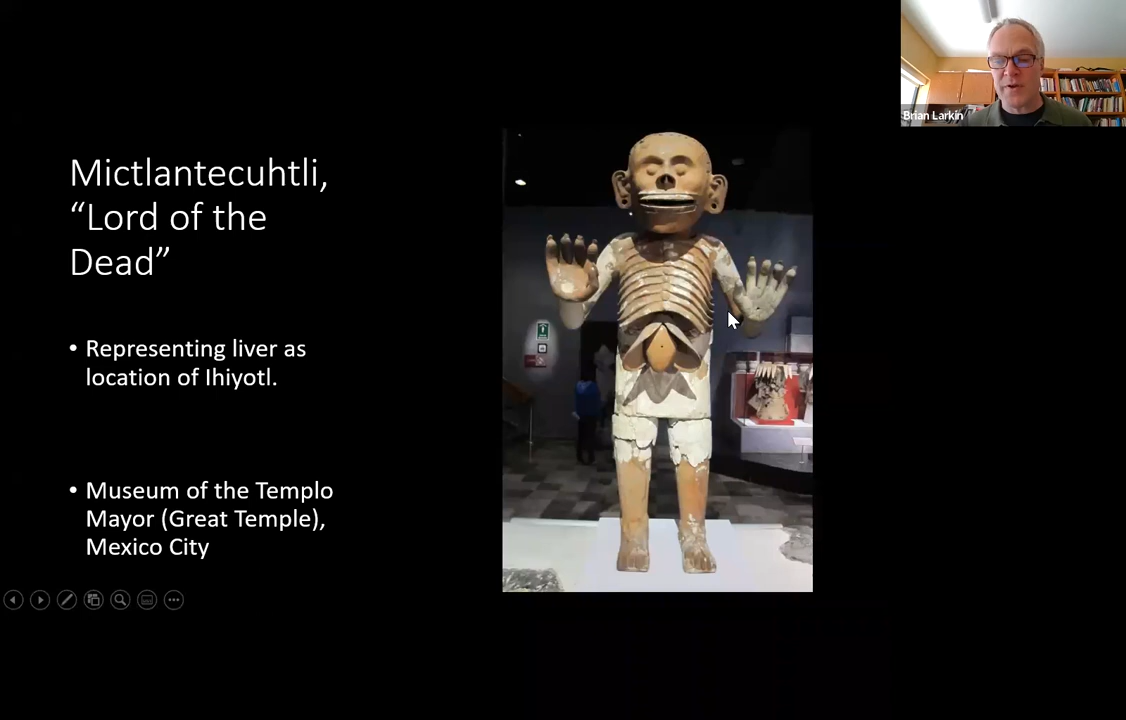 Brian Larkin
Mictlantecuhtli,
“Lord of the
Dead”
• Representing liver as
location of Ihiyotl.
• Museum of the Templo
Mayor (Great Temple),
Mexico City